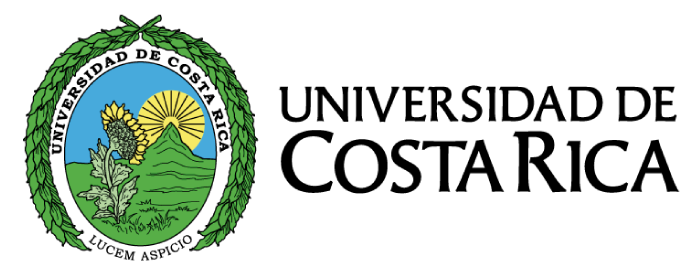 UNIVERSIDAD DE COSTA RICA
LUCEM ASPICIO
UNIVERSIDAD DE
COSTA RICA